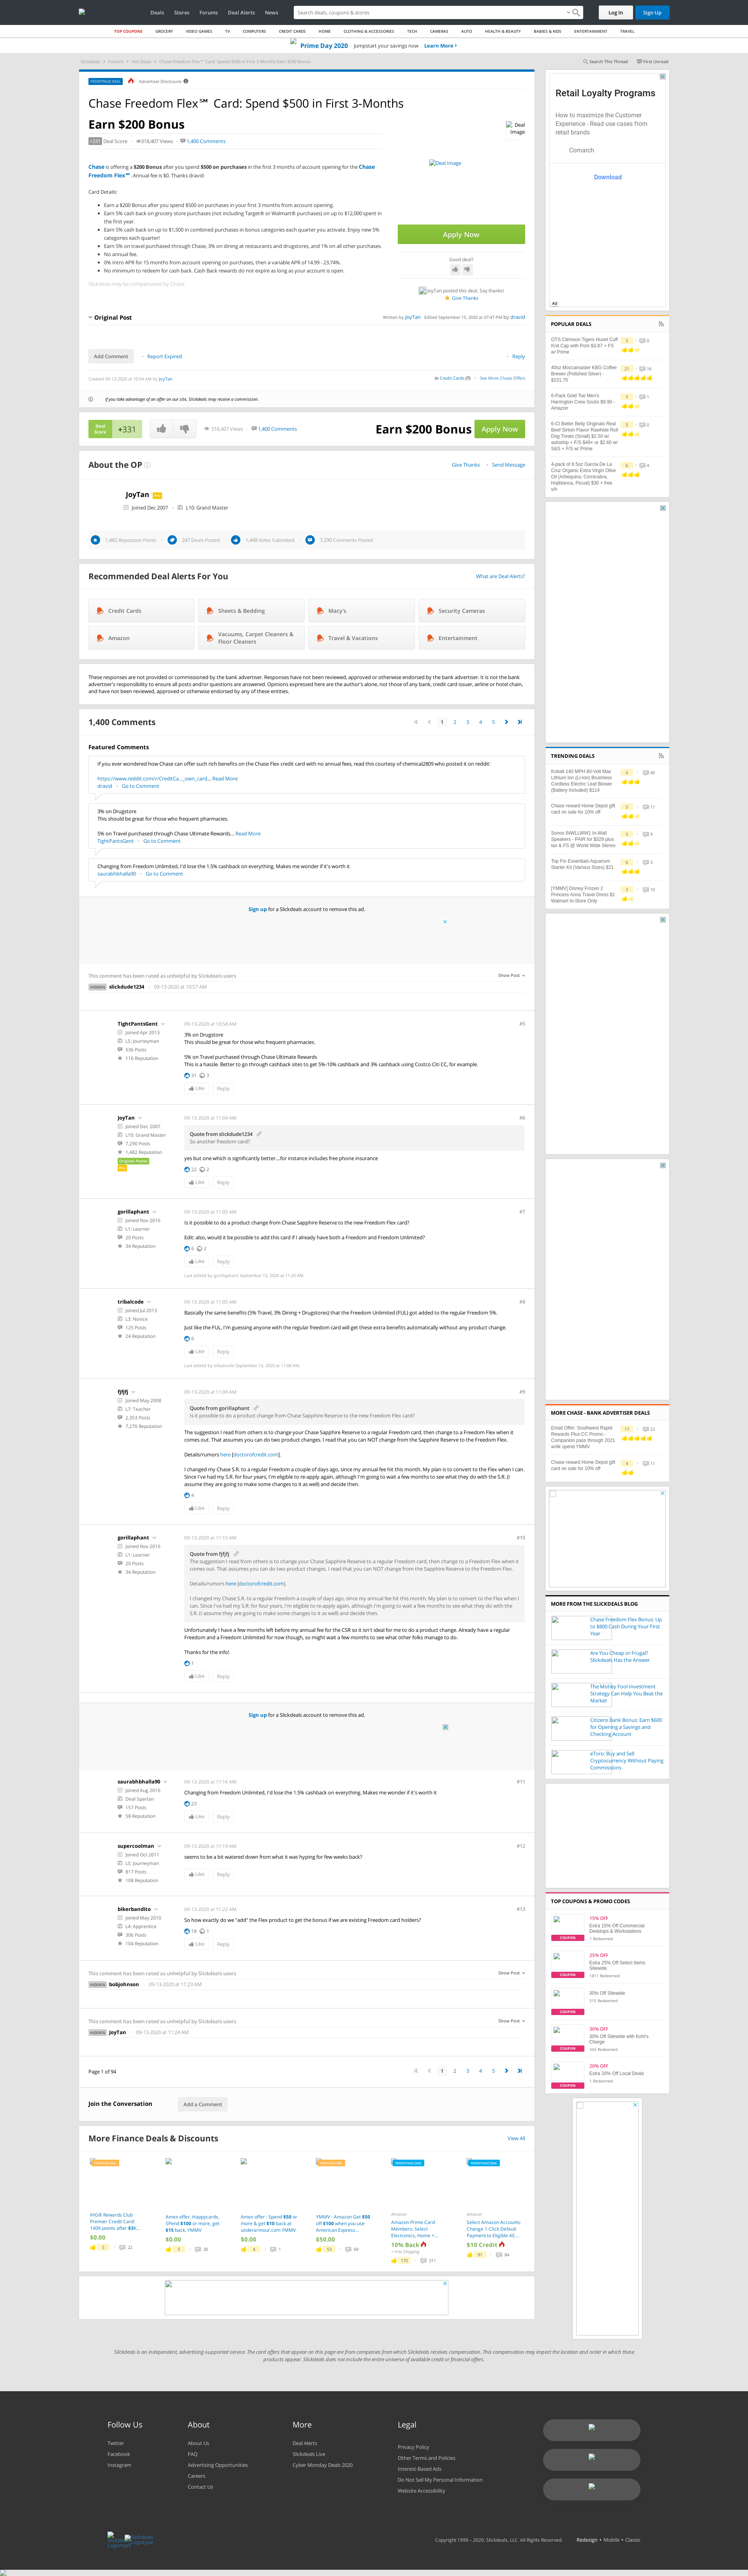 Deals
Stores
Forums
Deal Alerts
News
Search deals, coupons & stores
Log In
Sign Up
TOP COUPONS
GROCERY
VIDEO GAMES
TV
COMPUTERS
CREDIT CARDS
HOME
CLOTHING & ACCESSORIES
TECH
CAMERAS
AUTO
HEALTH & BEAUTY
BABIES & KIDS
ENTERTAINMENT
TRAVEL
Prime Day 2020 Jumpstart your savings now Learn More
Slickdeals Forums Hot Deals Chase Freedom Flex℠ Card: Spend $500 in First 3-Months Earn $200 Bonus
Search This Thread First Unread
FRONTPAGE DEAL Advertiser Disclosure
Chase Freedom Flex℠ Card: Spend $500 in First 3-Months
Earn $200 Bonus
+331 Deal Score 318,407 Views 1,400 Comments
Deal Image
Deal Image
Chase is offering a $200 Bonus after you spend $500 on purchases in the first 3 months of account opening for the Chase Freedom Flex℠. Annual fee is $0. Thanks dravid
Card Details:
Earn a $200 Bonus after you spend $500 on purchases in your first 3 months from account opening.
Earn 5% cash back on grocery store purchases (not including Target® or Walmart® purchases) on up to $12,000 spent in the first year.
Earn 5% cash back on up to $1,500 in combined purchases in bonus categories each quarter you activate. Enjoy new 5% categories each quarter!
Earn 5% on travel purchased through Chase, 3% on dining at restaurants and drugstores, and 1% on all other purchases.
No annual fee.
0% Intro APR for 15 months from account opening on purchases, then a variable APR of 14.99 - 23.74%.
No minimum to redeem for cash back. Cash Back rewards do not expire as long as your account is open.
Slickdeals may be compensated by Chase.
Apply Now
Good deal?
JoyTan posted this deal. Say thanks!
Give Thanks
Original Post
Written by JoyTan Edited September 15, 2020 at 07:47 PM by dravid
Add Comment Report Expired Reply
Created 09-13-2020 at 10:54 AM by JoyTan
in Credit Cards (7) See More Chase Offers
If you take advantage of an offer on our site, Slickdeals may receive a commission.
Deal Score +331 318,407 Views 1,400 Comments
Earn $200 Bonus Apply Now
About the OP
Give Thanks Send Message
JoyTan Pro
Joined Dec 2007 L10: Grand Master
1,482 Reputation Points 247 Deals Posted 1,448 Votes Submitted 7,290 Comments Posted
Recommended Deal Alerts For You
What are Deal Alerts?
Credit Cards
Sheets & Bedding
Macy's
Security Cameras
Amazon
Vacuums, Carpet Cleaners & Floor Cleaners
Travel & Vacations
Entertainment
These responses are not provided or commissioned by the bank advertiser. Responses have not been reviewed, approved or otherwise endorsed by the bank advertiser. It is not the bank advertiser's responsibility to ensure all posts and/or questions are answered. Opinions expressed here are the author's alone, not those of any bank, credit card issuer, airline or hotel chain, and have not been reviewed, approved or otherwise endorsed by any of these entities.
1,400 Comments
1 2 3 4 5
Featured Comments
If you ever wondered how Chase can offer such rich benefits on the Chase Flex credit card with no annual fees, read this courtesy of chemical2809 who posted it on reddit:
https://www.reddit.com/r/CreditCa..._own_card... Read More
dravid Go to Comment
3% on Drugstore
This should be great for those who frequent pharmacies.
5% on Travel purchased through Chase Ultimate Rewards... Read More
TightPantsGent Go to Comment
Changing from Freedom Unlimited, I'd lose the 1.5% cashback on everything. Makes me wonder if it's worth it
saurabhbhalla90 Go to Comment
Sign up for a Slickdeals account to remove this ad.
This comment has been rated as unhelpful by Slickdeals users
Show Post
HIDDEN slickdude1234 09-13-2020 at 10:57 AM
TightPantsGent
Joined Apr 2013
L5: Journeyman
536 Posts
116 Reputation
09-13-2020 at 10:58 AM
#5
3% on Drugstore
This should be great for those who frequent pharmacies.
5% on Travel purchased through Chase Ultimate Rewards
This is a hassle. Better to go through cashback sites to get 5%-10% cashback and 3% cashback using Costco Citi CC, for example.
31 3
Like Reply
JoyTan
Joined Dec 2007
L10: Grand Master
7,290 Posts
1,482 Reputation
Original Poster
Pro
09-13-2020 at 11:04 AM
#6
Quote from slickdude1234
So another freedom card?
yes but one which is significantly better....for instance includes free phone insurance
22 2
Like Reply
gorillaphant
Joined Nov 2016
L1: Learner
20 Posts
34 Reputation
09-13-2020 at 11:05 AM
#7
Is it possible to do a product change from Chase Sapphire Reserve to the new Freedom Flex card?
Edit: also, would it be possible to add this card if I already have both a Freedom and Freedom Unlimited?
6 2
Like Reply
Last edited by gorillaphant September 13, 2020 at 11:20 AM.
tribalcode
Joined Jul 2013
L3: Novice
125 Posts
24 Reputation
09-13-2020 at 11:05 AM
#8
Basically the same benefits (5% Travel, 3% Dining + Drugstores) that the Freedom Unlimited (FUL) got added to the regular Freedom 5%.
Just like the FUL, I'm guessing anyone with the regular freedom card will get these extra benefits automatically without any product change.
6
Like Reply
Last edited by tribalcode September 13, 2020 at 11:08 AM.
fjfjfj
Joined May 2008
L7: Teacher
2,353 Posts
7,270 Reputation
09-13-2020 at 11:09 AM
#9
Quote from gorillaphant
Is it possible to do a product change from Chase Sapphire Reserve to the new Freedom Flex card?
The suggestion I read from others is to change your Chase Sapphire Reserve to a regular Freedom card, then change to a Freedom Flex when it comes out. That assumes you can do two product changes. I read that you can NOT change from the Sapphire Reserve to the Freedom Flex.
Details/rumors here [doctorofcredit.com].
I changed my Chase S.R. to a regular Freedom a couple of days ago, since my annual fee hit this month. My plan is to convert to the Flex when I can. Since I've had my S.R. for four years, I'm eligible to re-apply again, although I'm going to wait a few months to see what they do with the S.R. (I assume they are going to make some changes to it as well) and decide then.
4
Like Reply
gorillaphant
Joined Nov 2016
L1: Learner
20 Posts
34 Reputation
09-13-2020 at 11:15 AM
#10
Quote from fjfjfj
The suggestion I read from others is to change your Chase Sapphire Reserve to a regular Freedom card, then change to a Freedom Flex when it comes out. That assumes you can do two product changes. I read that you can NOT change from the Sapphire Reserve to the Freedom Flex.
Details/rumors here [doctorofcredit.com].
I changed my Chase S.R. to a regular Freedom a couple of days ago, since my annual fee hit this month. My plan is to convert to the Flex when I can. Since I've had my S.R. for four years, I'm eligible to re-apply again, although I'm going to wait a few months to see what they do with the S.R. (I assume they are going to make some changes to it as well) and decide then.
Unfortunately I have a few months left before my annual fee for the CSR so it isn't ideal for me to do a product change. Already have a regular Freedom and a Freedom Unlimited for now though, so might wait a few months to see what other folks manage to do.
Thanks for the info!
1
Like Reply
Sign up for a Slickdeals account to remove this ad.
saurabhbhalla90
Joined Aug 2016
Deal Spartan
157 Posts
58 Reputation
09-13-2020 at 11:16 AM
#11
Changing from Freedom Unlimited, I'd lose the 1.5% cashback on everything. Makes me wonder if it's worth it
23
Like Reply
supercoolman
Joined Oct 2011
L5: Journeyman
817 Posts
108 Reputation
09-13-2020 at 11:19 AM
#12
seems to be a bit watered down from what it was hyping for few weeks back?
Like Reply
bikerbandito
Joined May 2010
L4: Apprentice
306 Posts
104 Reputation
09-13-2020 at 11:22 AM
#13
So how exactly do we "add" the Flex product to get the bonus if we are existing Freedom card holders?
18 1
Like Reply
This comment has been rated as unhelpful by Slickdeals users
Show Post
HIDDEN bobjohnson 09-13-2020 at 11:23 AM
This comment has been rated as unhelpful by Slickdeals users
Show Post
HIDDEN JoyTan 09-13-2020 at 11:24 AM
Page 1 of 94
1 2 3 4 5
Join the Conversation Add a Comment
More Finance Deals & Discounts
View All
IHG® Rewards Club Premier Credit Card: 140K points after $3K...
$0.00
5 22
Amex offer, Happycards, SPend $100 or more, get $15 back, YMMV
$0.00
5 30
Amex offer : Spend $50 or more & get $10 back at underarmour.com YMMV
$0.00
4 1
YMMV - Amazon Get $50 off $100 when you use American Express...
$50.00
53 69
FRONTPAGE DEAL
Amazon
Amazon Prime Card Members: Select Electronics, Home +...
10% Back
+ Free Shipping
170 211
FRONTPAGE DEAL
Amazon
Select Amazon Accounts: Change 1-Click Default Payment to Eligible AE...
$10 Credit
91 84
Retail Loyalty Programs
How to maximize the Customer Experience - Read use cases from retail brands
Comarch
Download
Ad
POPULAR DEALS
OTS Clemson Tigers Huset Cuff Knit Cap with Pom $3.67 + FS w/ Prime
5 0
40oz Moccamaster KBG Coffee Brewer (Polished Silver) - $231.75
21 16
6-Pack Gold Toe Men's Harrington Crew Socks $9.90 - Amazon
5 1
6-Ct Better Belly Originals Real Beef Sirloin Flavor Rawhide Roll Dog Treats (Small) $2.50 w/ autoship + F/S $49+ or $2.60 w/ S&S + F/S w/ Prime
5 0
4-pack of 8.5oz Garcia De La Cruz Organic Extra Virgin Olive Oil (Arbequina, Cornicabra, Hojiblanca, Picual) $30 + free s/h
6 4
TRENDING DEALS
Kobalt 140 MPH 80-Volt Max Lithium Ion (Li-Ion) Brushless Cordless Electric Leaf Blower (Battery Included) $114
6 40
Chase reward Home Depot gift card on sale for 10% off
5 11
Sonos INWLLWW1 In-Wall Speakers - PAIR for $329 plus tax & FS @ World Wide Stereo
5 9
Top Fin Essentials Aquarium Starter Kit (Various Sizes) $21
6 3
[YMMV] Disney Frozen 2 Princess Anna Travel Dress $1 Walmart In-Store Only
3 10
MORE CHASE - BANK ADVERTISER DEALS
Email Offer: Southwest Rapid Rewards Plus CC Promo - Companion pass through 2021 w/4k spend YMMV
17 22
Chase reward Home Depot gift card on sale for 10% off
4 11
MORE FROM THE SLICKDEALS BLOG
Chase Freedom Flex Bonus: Up to $800 Cash During Your First Year
Are You Cheap or Frugal? Slickdeals Has the Answer
The Motley Fool Investment Strategy Can Help You Beat the Market
Citizens Bank Bonus: Earn $600 for Opening a Savings and Checking Account
eToro: Buy and Sell Cryptocurrency Without Paying Commissions
TOP COUPONS & PROMO CODES
15% OFF
Extra 15% Off Commercial Desktops & Workstations
1 Redeemed
COUPON
25% OFF
Extra 25% Off Select Items Sitewide
1811 Redeemed
COUPON
30% Off Sitewide
515 Redeemed
COUPON
30% OFF
30% Off Sitewide with Kohl's Charge
343 Redeemed
COUPON
20% OFF
Extra 20% Off Local Deals
1 Redeemed
COUPON
Slickdeals is an independent, advertising-supported service. The card offers that appear on this page are from companies from which Slickdeals receives compensation. This compensation may impact the location and order in which these products appear. Slickdeals does not include the entire universe of available credit or financial offers.
Follow Us
Twitter
Facebook
Instagram
About
About Us
FAQ
Advertising Opportunities
Careers
Contact Us
More
Deal Alerts
Slickdeals Live
Cyber Monday Deals 2020
Legal
Privacy Policy
Other Terms and Policies
Interest-Based Ads
Do Not Sell My Personal Information
Website Accessibility
Copyright 1999 – 2020. Slickdeals, LLC. All Rights Reserved. Redesign • Mobile • Classic